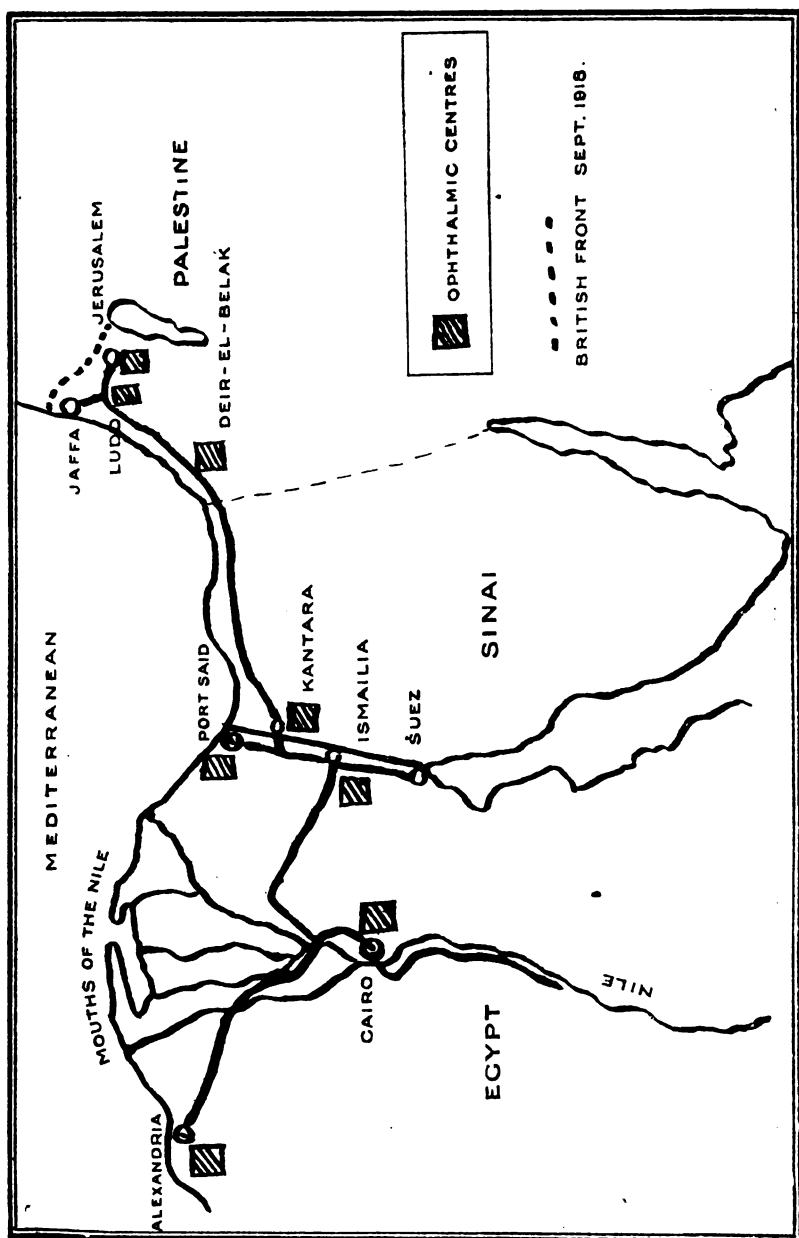 MEDITERRANEAN
MOUTHS OF THE NILE
ALEXANDRIA
PORT SAID
JAFFA
LUDD
JERUSALEM
PALESTINE
DEIR-EL-BELAK
KANTARA
ISMAILIA
SUEZ
CAIRO
EGYPT
NILE
SINAI
OPHTHALMIC CENTRES
BRITISH FRONT SEPT. 1918.